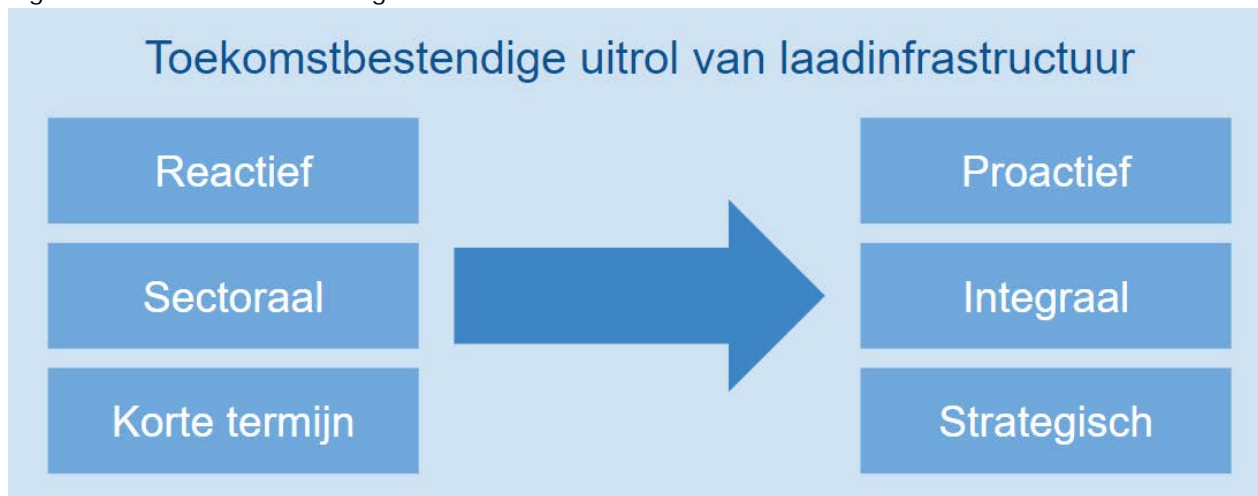 Toekomstbestendige uitrol van laadinfrastructuur
Reactief
Proactief
Sectoraal
Integraal
Korte termijn
Strategisch